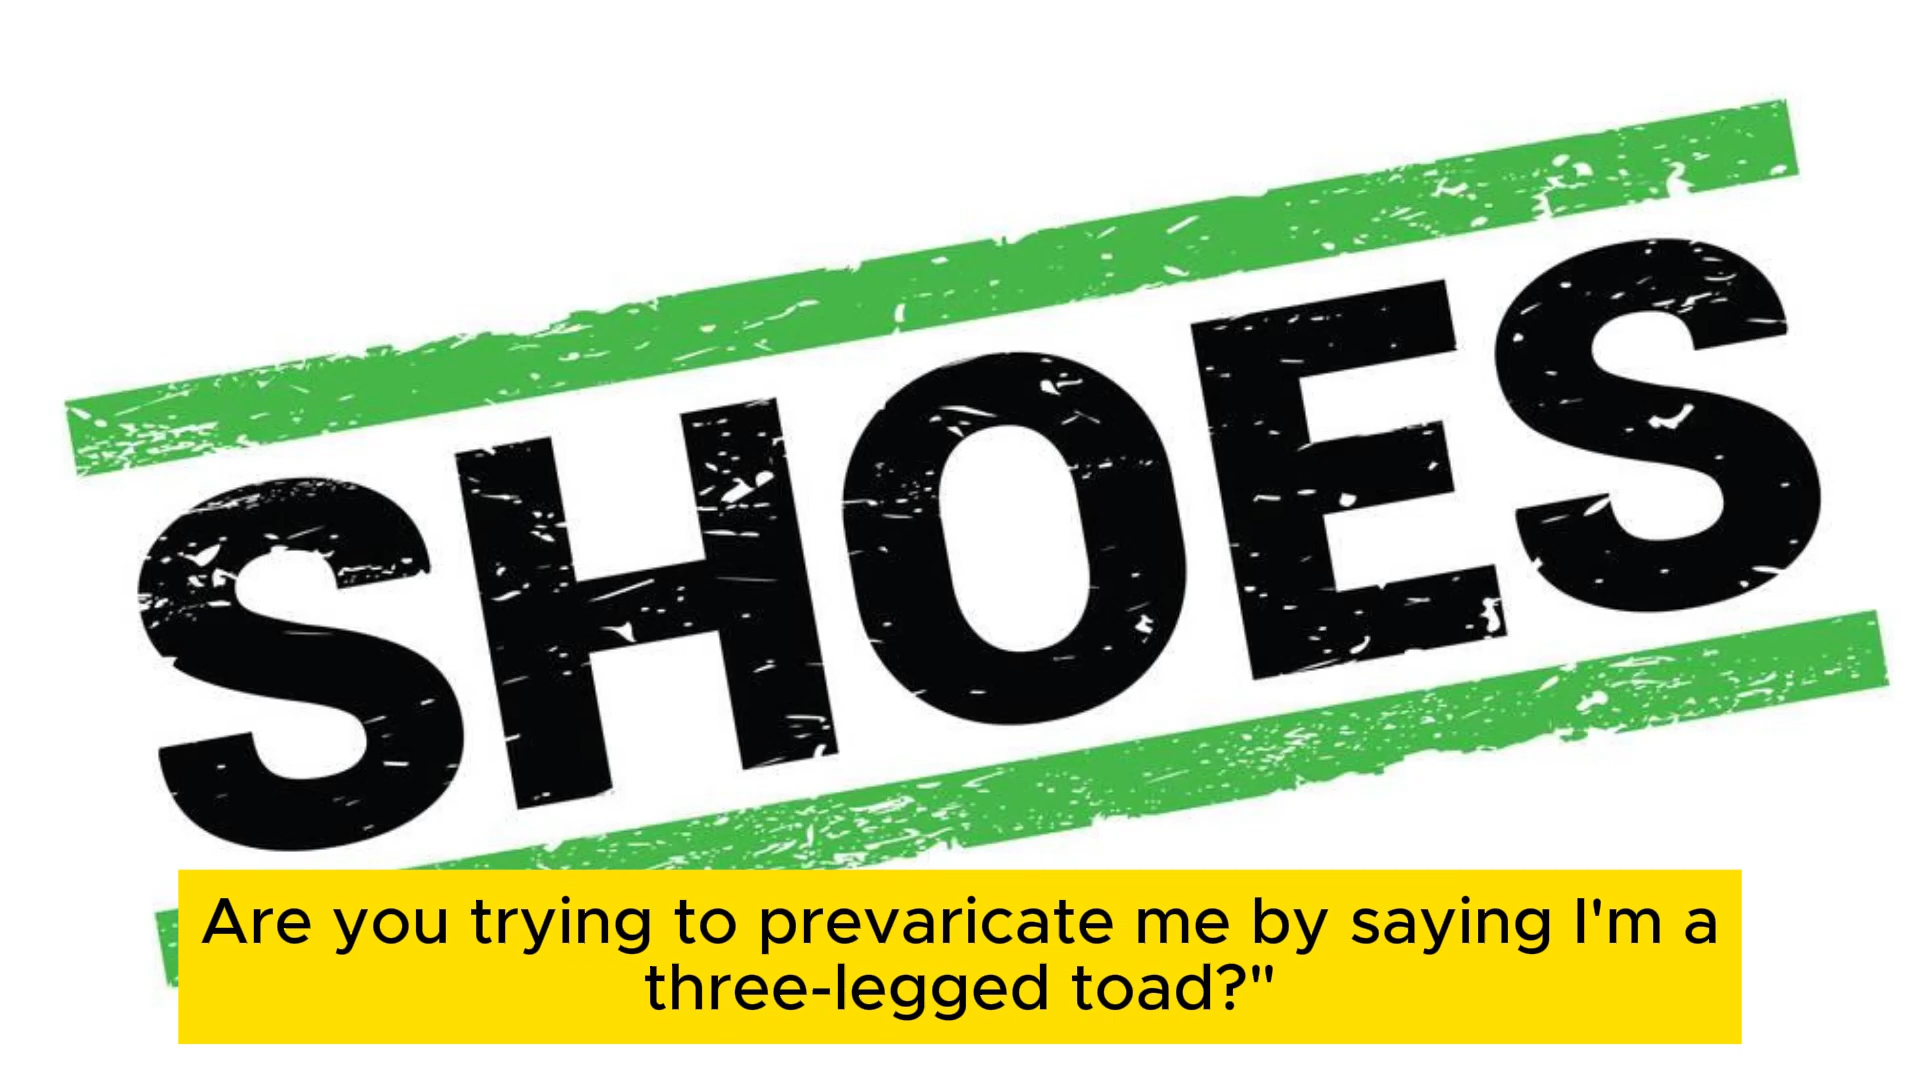 SHOES
Are you trying to prevaricate me by saying I'm a
three-legged toad?"